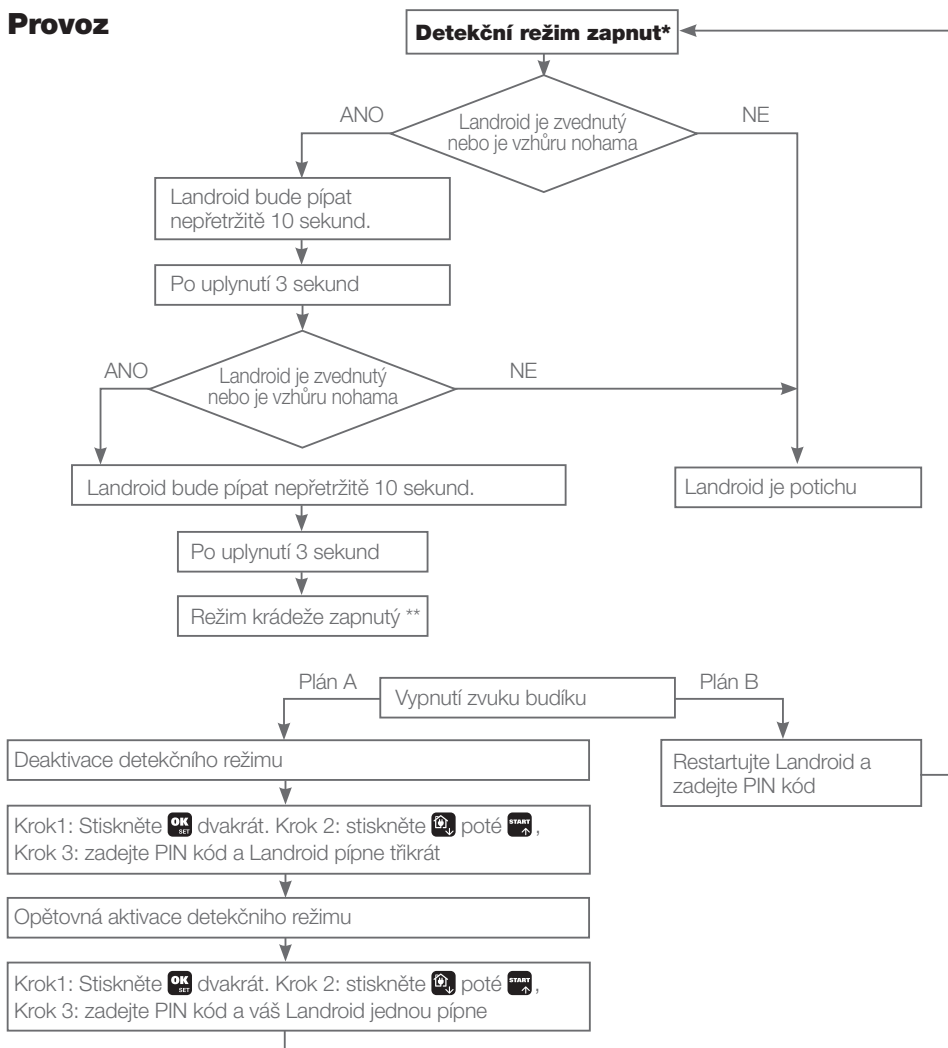 Provoz
Detekční režim zapnut*
ANO
Landroid je zvednutý
nebo je vzhůru nohama
NE
Landroid bude pípat
nepřetržitě 10 sekund.
Po uplynutí 3 sekund
ANO
Landroid je zvednutý
nebo je vzhůru nohama
NE
Landroid bude pípat nepřetržitě 10 sekund.
Landroid je potichu
Po uplynutí 3 sekund
Režim krádeže zapnutý **
Plán A
Vypnutí zvuku budíku
Plán B
Deaktivace detekčního režimu
Restartujte Landroid a
zadejte PIN kód
Krok1: Stiskněte OK SET dvakrát. Krok 2: stiskněte poté START,
Krok 3: zadejte PIN kód a Landroid pípne třikrát
Opětovná aktivace detekčniho režimu
Krok1: Stiskněte OK SET dvakrát. Krok 2: stiskněte poté START,
Krok 3: zadejte PIN kód a váš Landroid jednou pípne